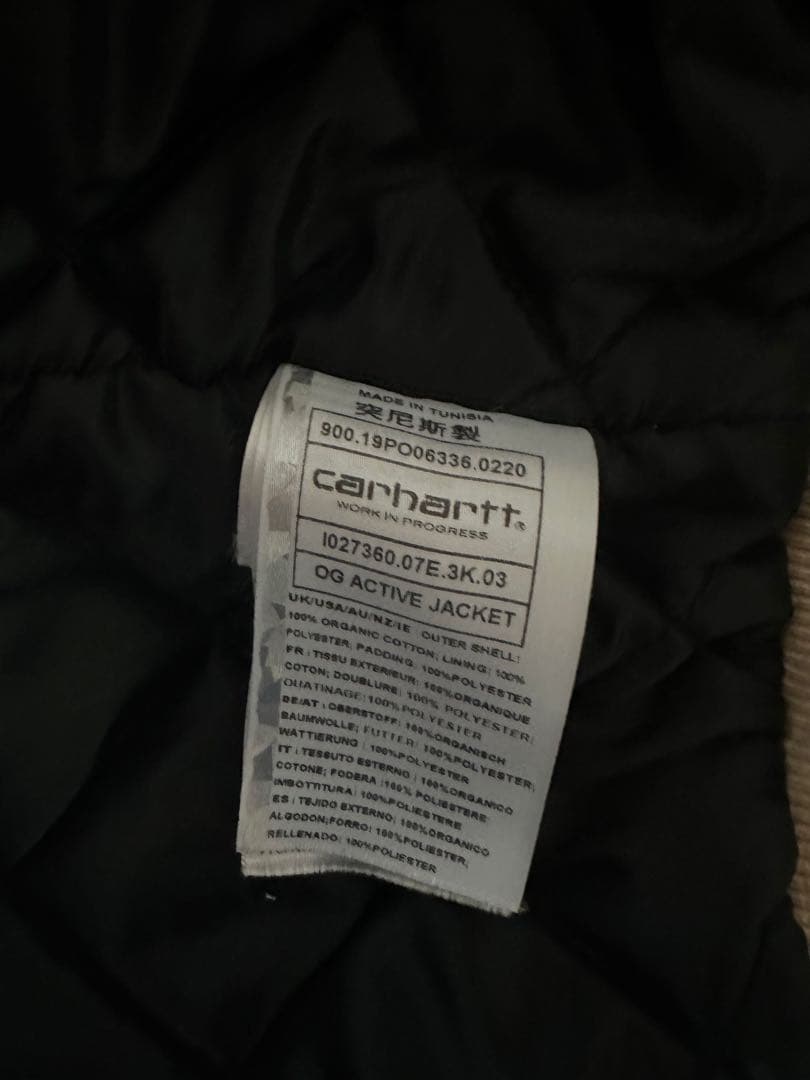 MADE IN TUNISIA
突尼斯製
900.19PO06336.0220
carhartt®
WORK IN PROGRESS
I027360.07E.3K.03
OG ACTIVE JACKET
UK/USA/AU/NZ/IE OUTER SHELL:
100% ORGANIC COTTON; LINING: 100%
POLYESTER; PADDING: 100%POLYESTER
FR : TISSU EXTERIEUR: 100%ORGANIQUE
COTON; DOUBLURE: 100% POLYESTER;
OUATINAGE: 100%POLYESTER
DE/AT : OBERSTOFF: 100%ORGANISCH
BAUMWOLLE; FUTTER: 100%POLYESTER;
WATTIERUNG : 100%POLYESTER
IT : TESSUTO ESTERNO : 100%ORGANICO
COTONE; FODERA :100% POLIESTERE;
IMBOTTITURA: 100%POLIESTERE
ES : TEJIDO EXTERNO: 100%ORGANICO
ALGODON;FORRO: 100%POLIESTER;
RELLENADO: 100%POLIESTER